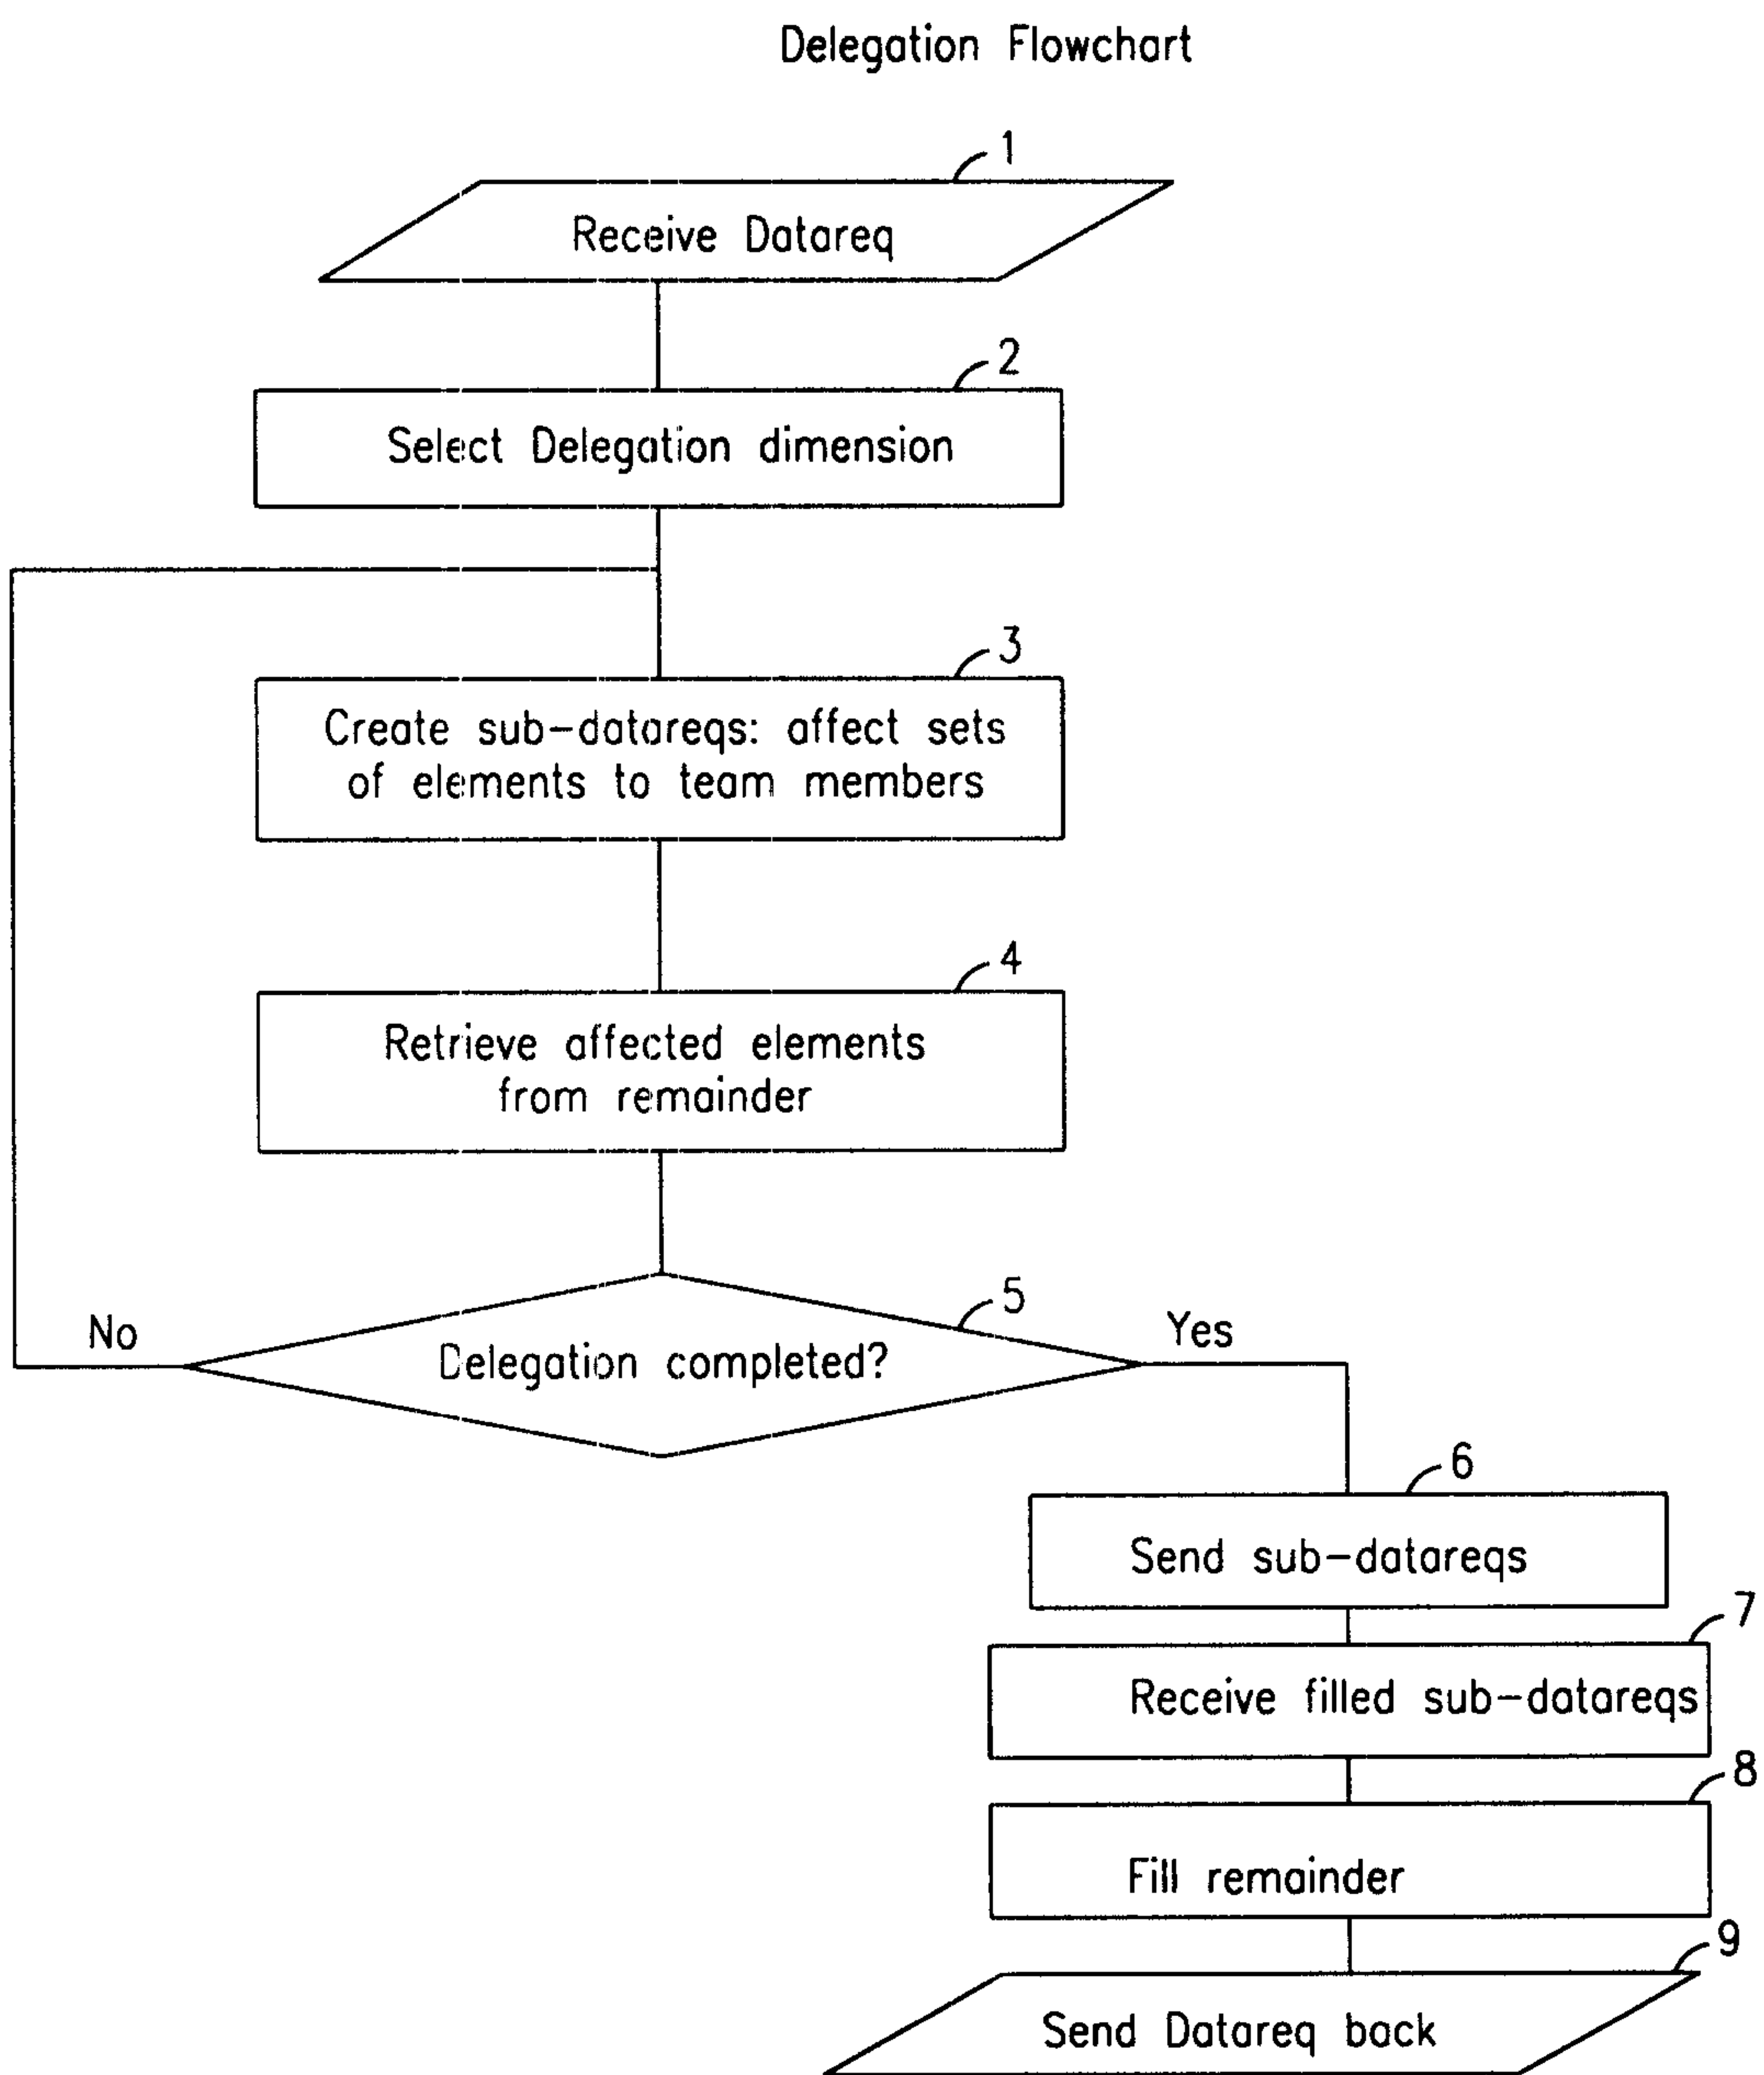 Delegation Flowchart
1
Receive Datareq
2
Select Delegation dimension
3
Create sub-datareqs: affect sets
of elements to team members
4
Retrieve affected elements
from remainder
5
No
Delegation completed?
Yes
6
Send sub-datareqs
7
Receive filled sub-datareqs
8
Fill remainder
9
Send Datareq back